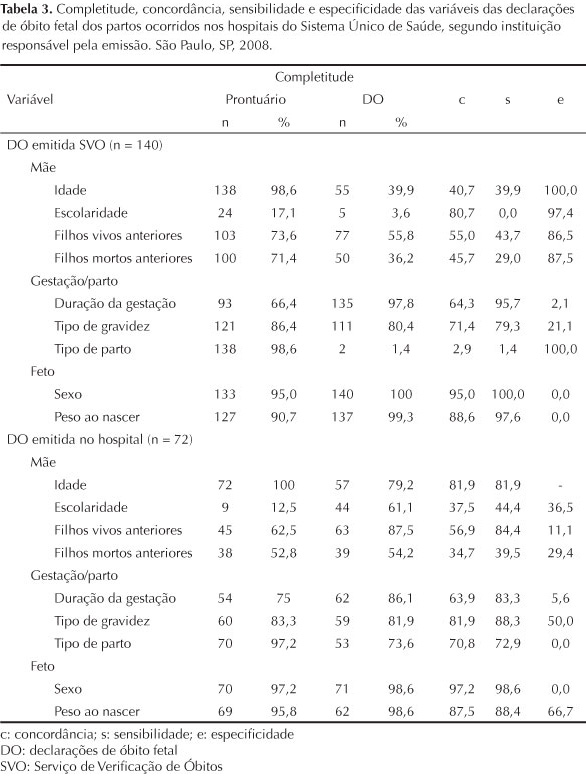 Tabela 3. Completitude, concordância, sensibilidade e especificidade das variáveis das declarações
de óbito fetal dos partos ocorridos nos hospitais do Sistema Único de Saúde, segundo instituição
responsável pela emissão. São Paulo, SP, 2008.
Completitude
Variável Prontuário DO c s e
n % n %
DO emitida SVO (n = 140)
Mãe
Idade 138 98,6 55 39,9 40,7 39,9 100,0
Escolaridade 24 17,1 5 3,6 80,7 0,0 97,4
Filhos vivos anteriores 103 73,6 77 55,8 55,0 43,7 86,5
Filhos mortos anteriores 100 71,4 50 36,2 45,7 29,0 87,5
Gestação/parto
Duração da gestação 93 66,4 135 97,8 64,3 95,7 2,1
Tipo de gravidez 121 86,4 111 80,4 71,4 79,3 21,1
Tipo de parto 138 98,6 2 1,4 2,9 1,4 100,0
Feto
Sexo 133 95,0 140 100 95,0 100,0 0,0
Peso ao nascer 127 90,7 137 99,3 88,6 97,6 0,0
DO emitida no hospital (n = 72)
Mãe
Idade 72 100 57 79,2 81,9 81,9 -
Escolaridade 9 12,5 44 61,1 37,5 44,4 36,5
Filhos vivos anteriores 45 62,5 63 87,5 56,9 84,4 11,1
Filhos mortos anteriores 38 52,8 39 54,2 34,7 39,5 29,4
Gestação/parto
Duração da gestação 54 75 62 86,1 63,9 83,3 5,6
Tipo de gravidez 60 83,3 59 81,9 81,9 88,3 50,0
Tipo de parto 70 97,2 53 73,6 70,8 72,9 0,0
Feto
Sexo 70 97,2 71 98,6 97,2 98,6 0,0
Peso ao nascer 69 95,8 62 98,6 87,5 88,4 66,7
c: concordância; s: sensibilidade; e: especificidade
DO: declarações de óbito fetal
SVO: Serviço de Verificação de Óbitos